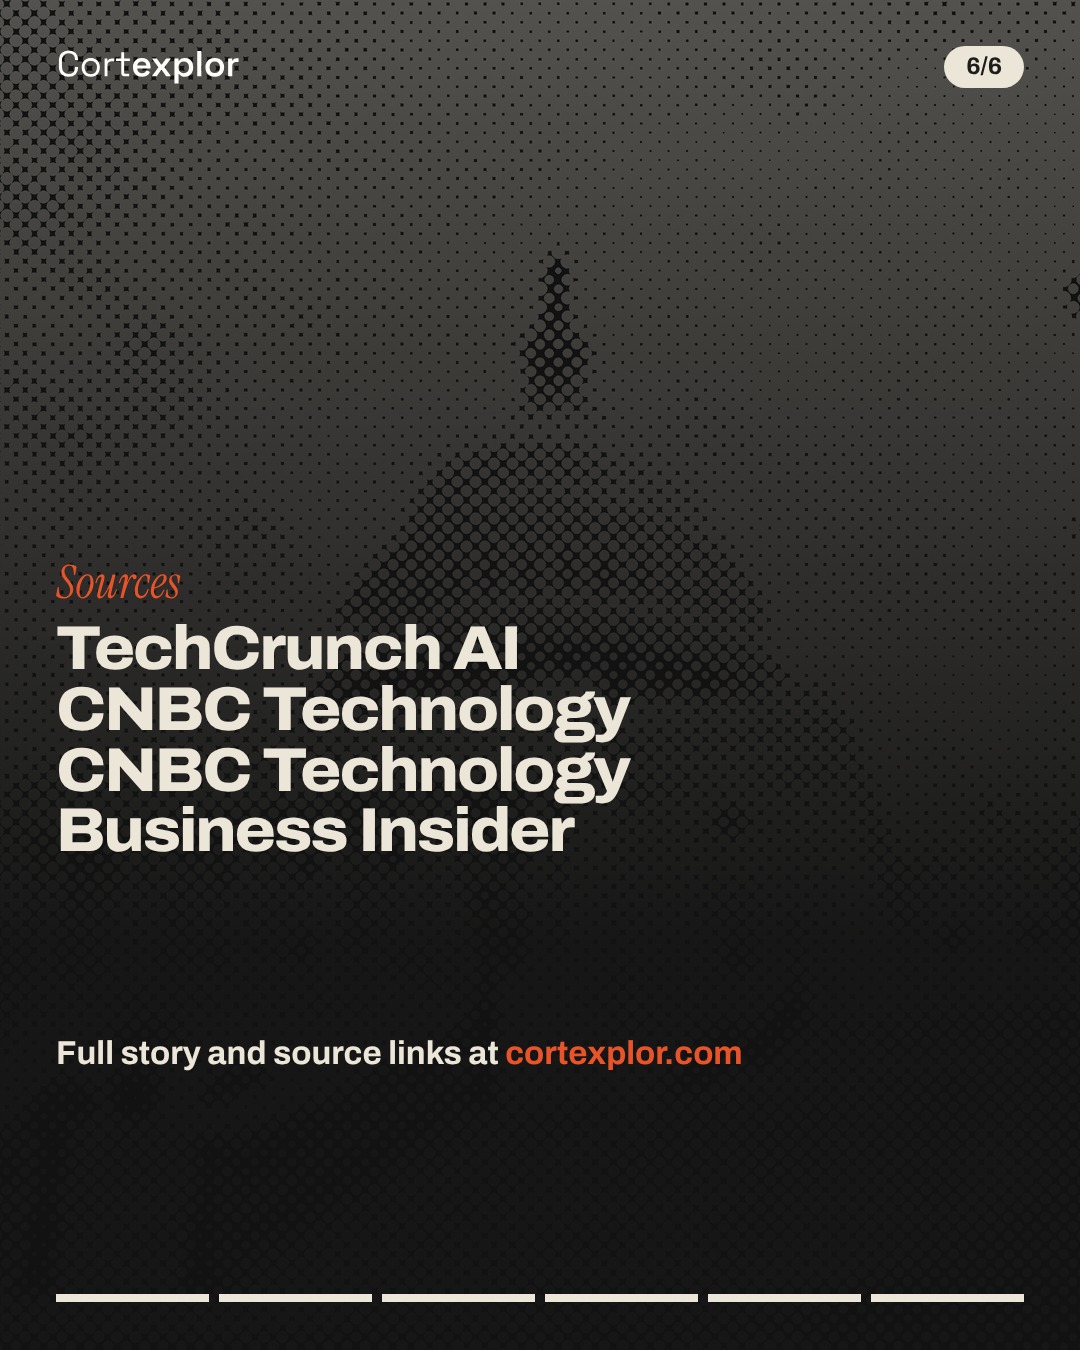 Cortexplor
6/6
Sources
TechCrunch AI
CNBC Technology
CNBC Technology
Business Insider
Full story and source links at cortexplor.com